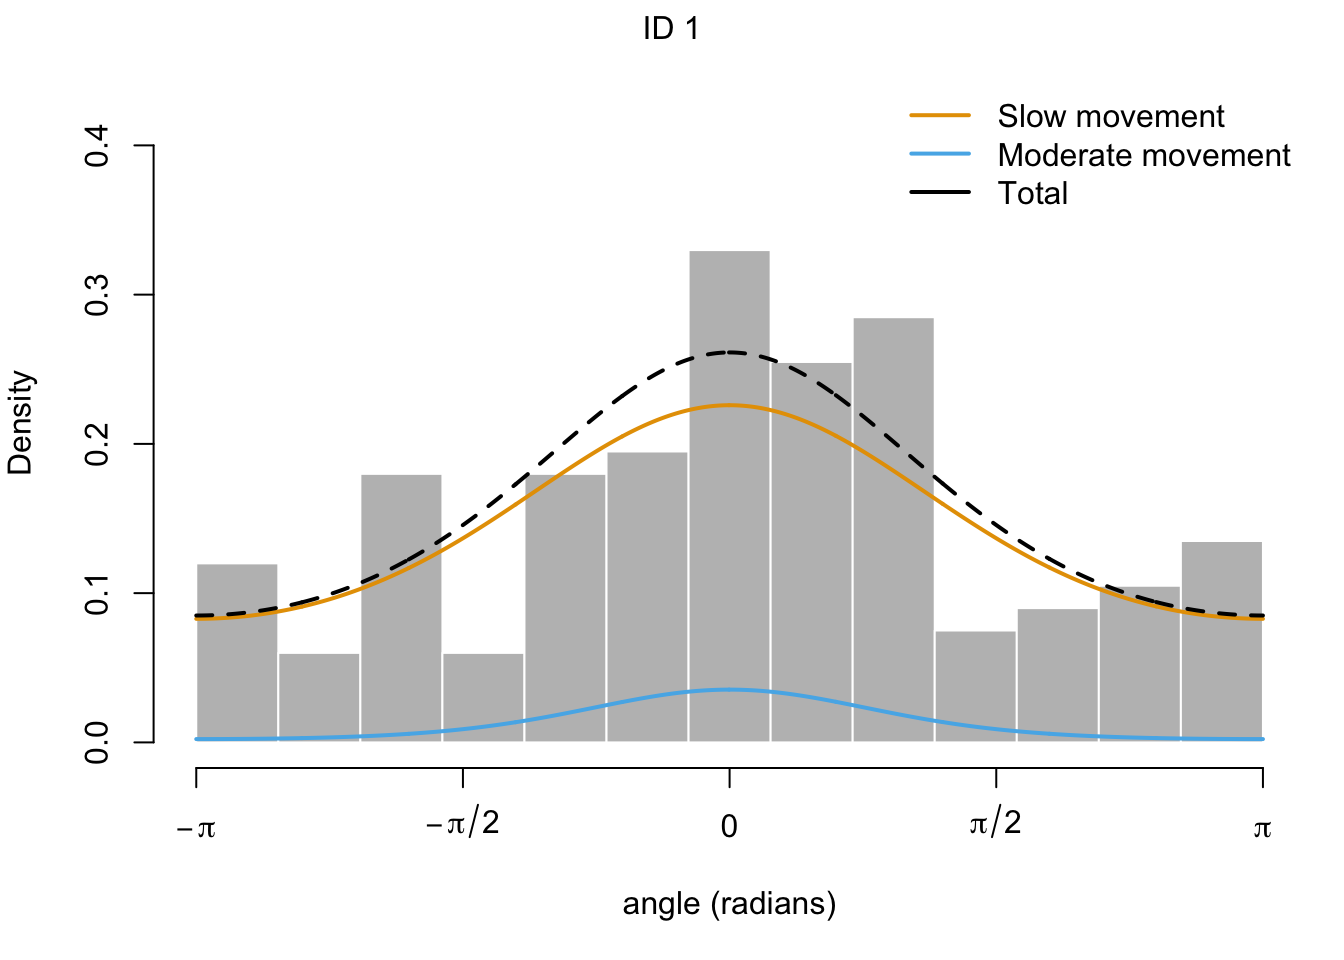 ID 1
Slow movement
Moderate movement
Total
Density
0.4
0.3
0.2
0.1
0.0
−π −π/2 0 π/2 π
angle (radians)